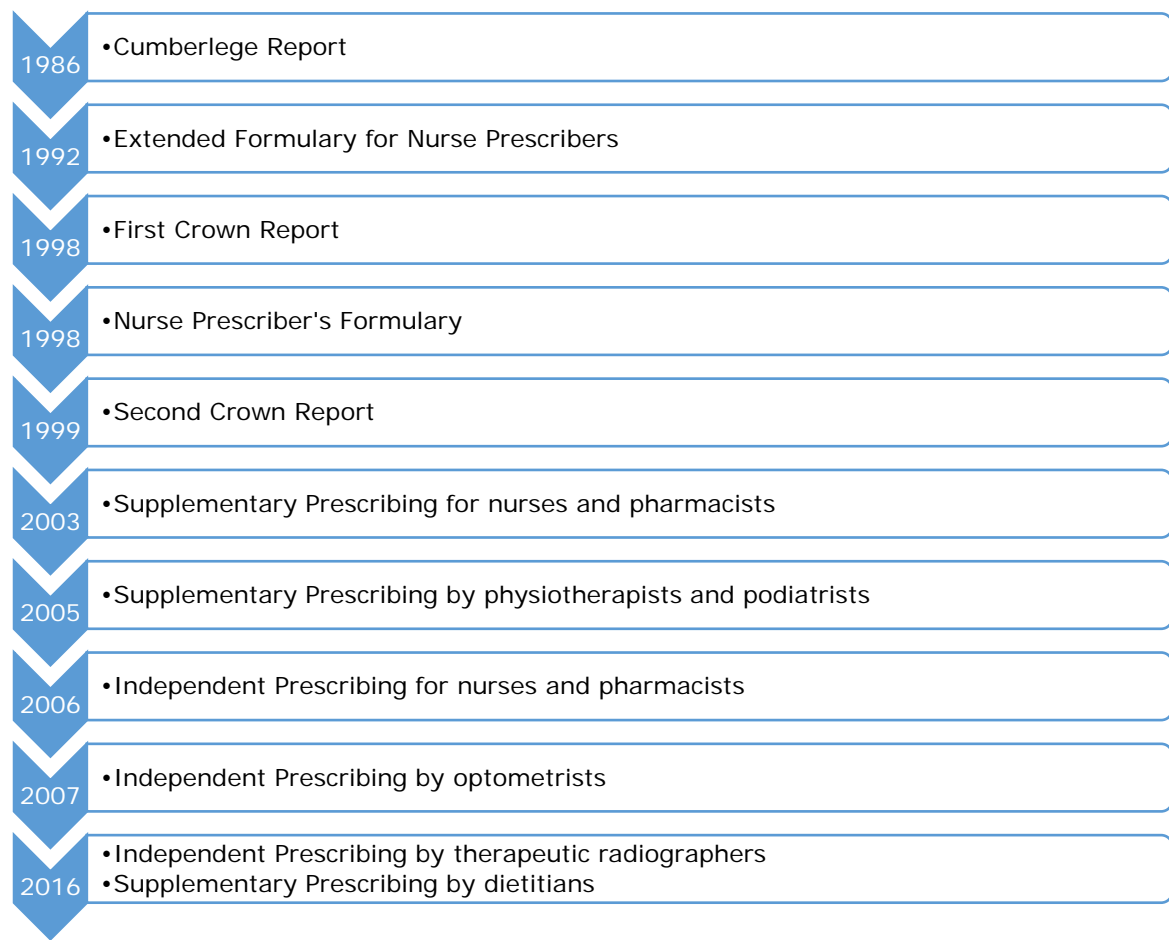 1986
•Cumberlege Report
1992
•Extended Formulary for Nurse Prescribers
1998
•First Crown Report
1998
•Nurse Prescriber's Formulary
1999
•Second Crown Report
2003
•Supplementary Prescribing for nurses and pharmacists
2005
•Supplementary Prescribing by physiotherapists and podiatrists
2006
•Independent Prescribing for nurses and pharmacists
2007
•Independent Prescribing by optometrists
2016
•Independent Prescribing by therapeutic radiographers
•Supplementary Prescribing by dietitians